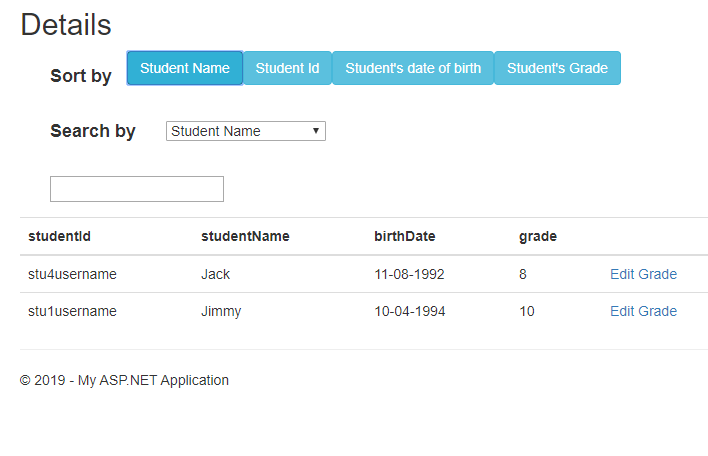 Details
Sort by Student Name Student Id Student's date of birth Student's Grade
Search by Student Name
studentId studentName birthDate grade
stu4username Jack 11-08-1992 8 Edit Grade
stu1username Jimmy 10-04-1994 10 Edit Grade
© 2019 - My ASP.NET Application